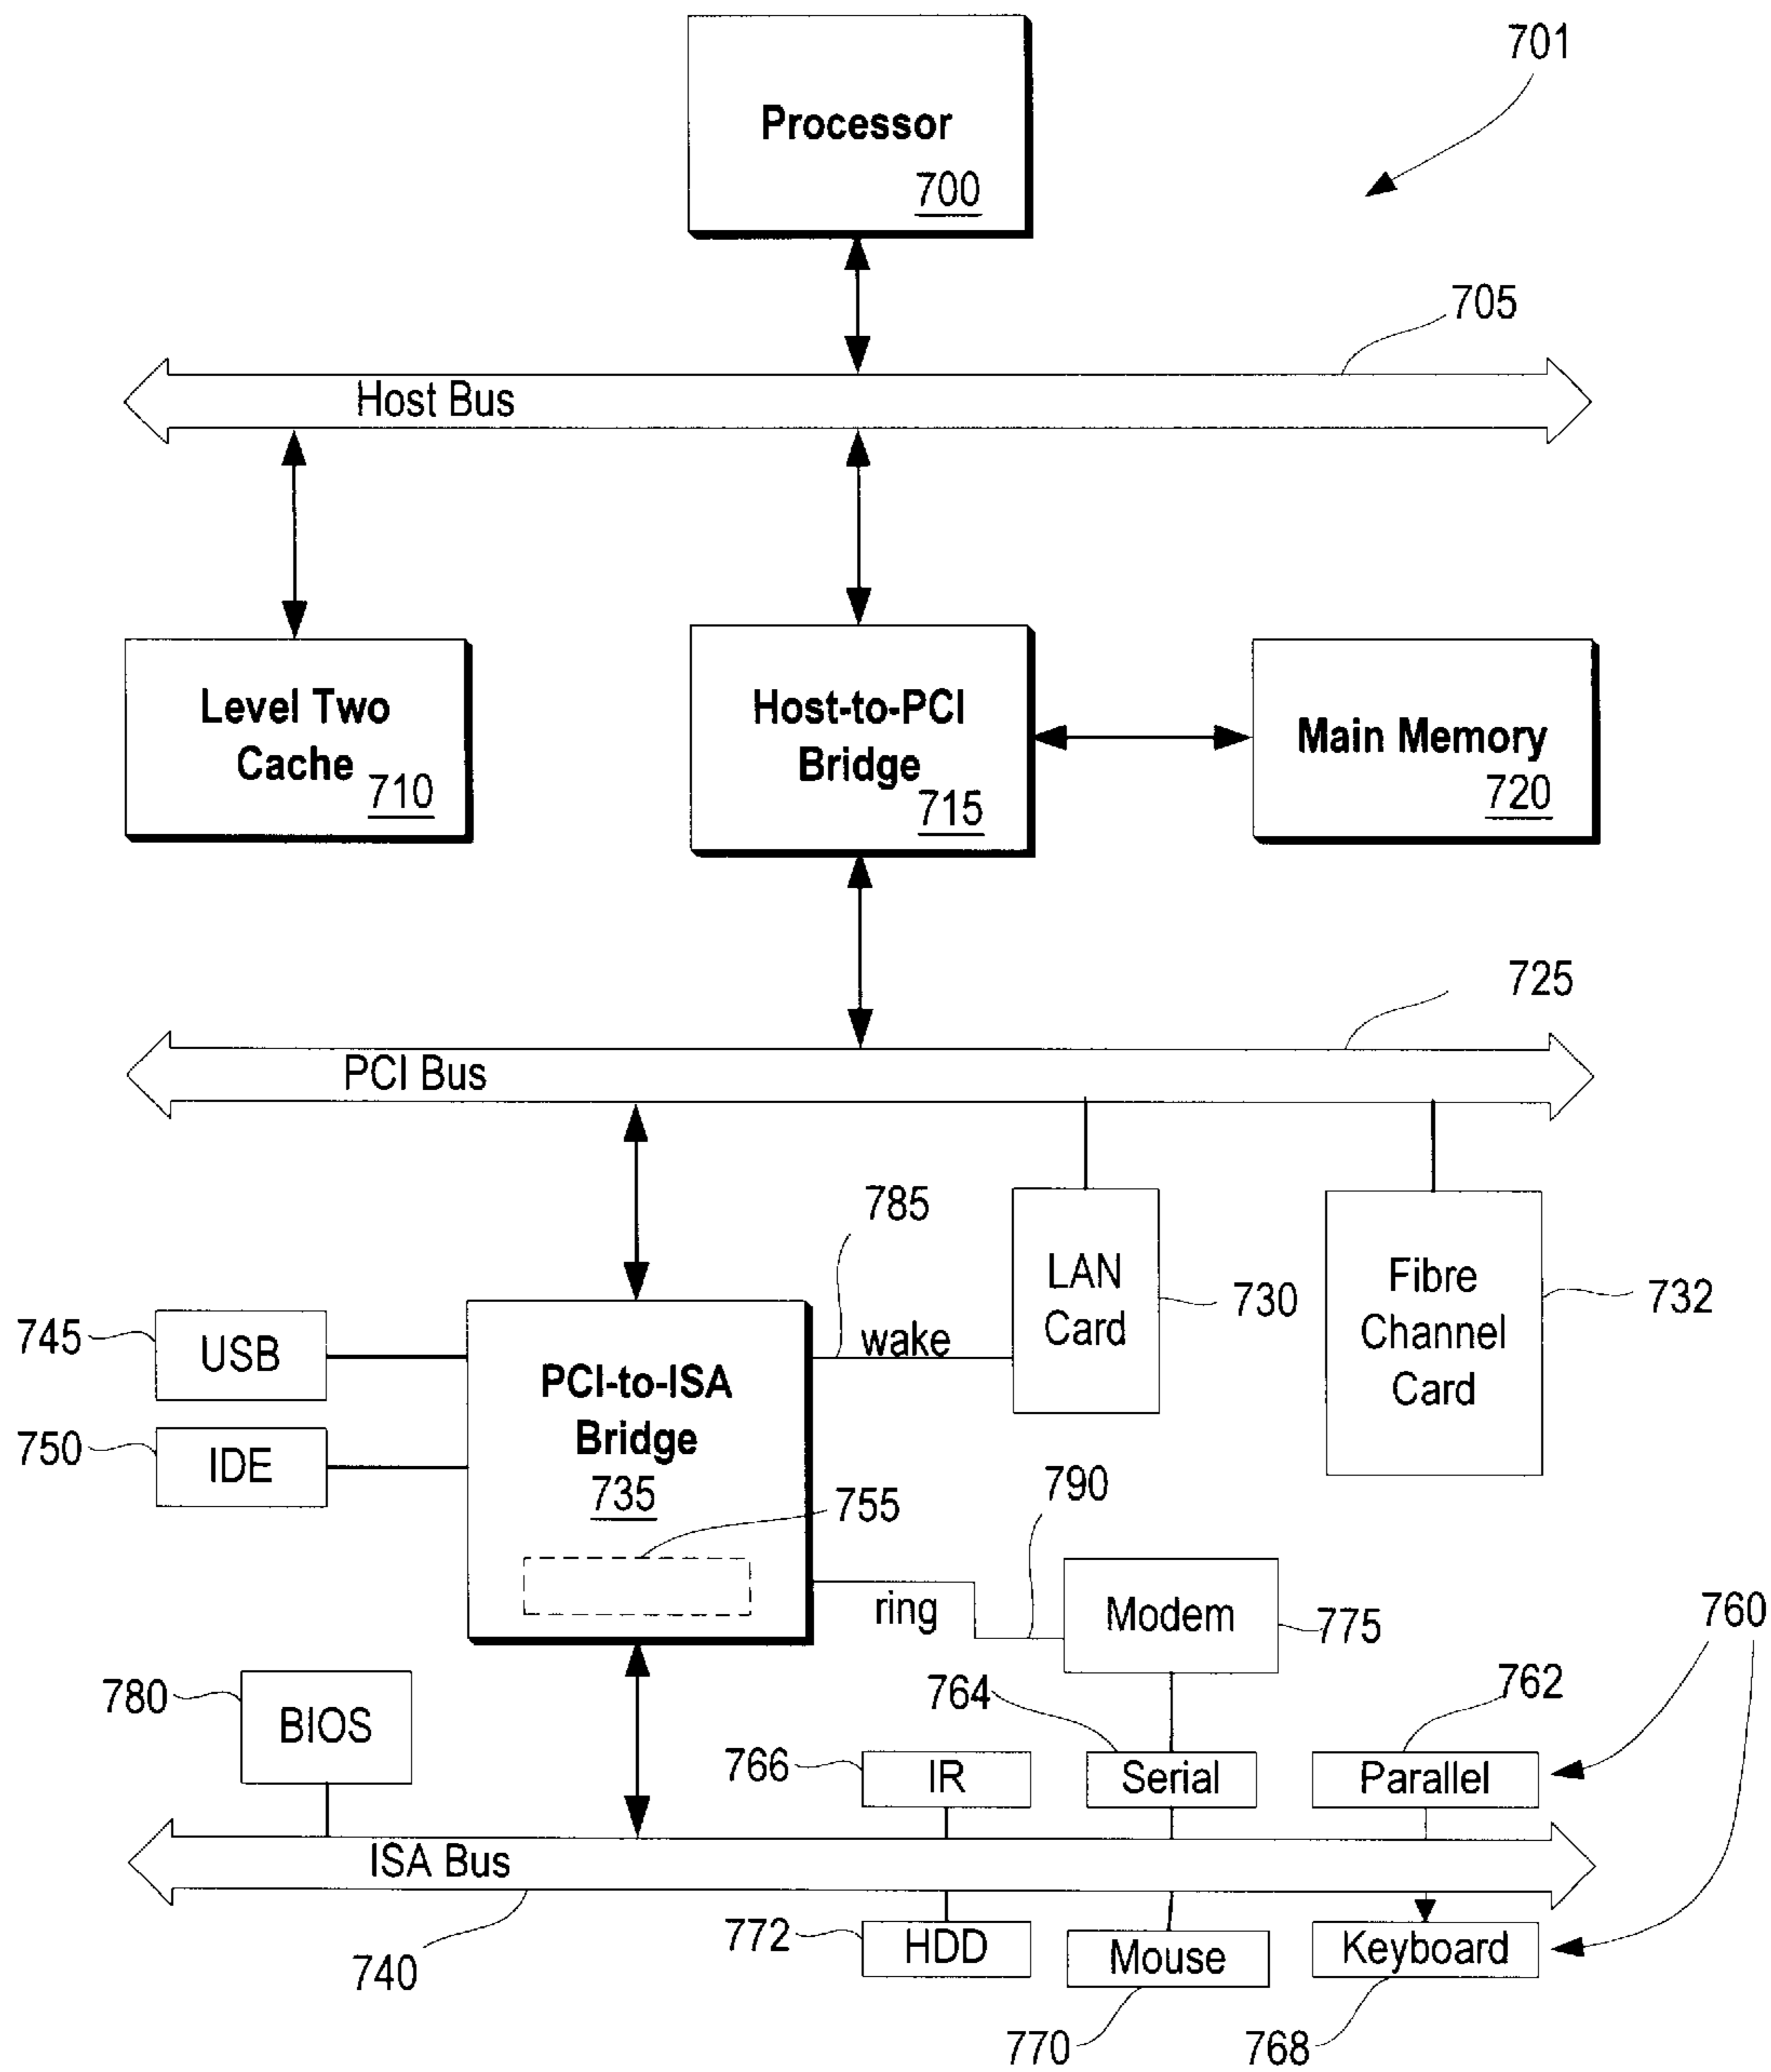 701
Processor
700
705
Host Bus
Level Two
Cache
710
Host-to-PCI
Bridge
715
Main Memory
720
725
PCI Bus
785
LAN
Card
730
Fibre
Channel
Card
732
745
USB
wake
PCI-to-ISA
Bridge
735
750
IDE
755
790
ring
Modem
775
760
780
BIOS
764
762
766
IR
Serial
Parallel
ISA Bus
740
772
HDD
Mouse
Keyboard
770
768